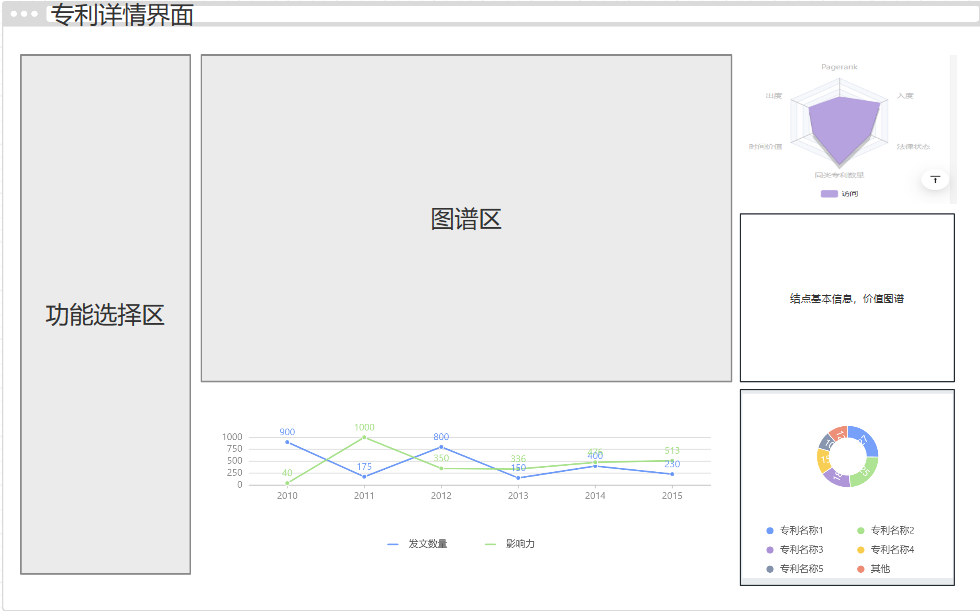 专利详情界面
功能选择区
图谱区
Pagerank
出度
入度
时间价值
法律状态
同类专利数量
访问
结点基本信息，价值图谱
1000
750
500
250
0
900
175
800
150
400
230
40
1000
350
336
513
2010
2011
2012
2013
2014
2015
发文数量
影响力
专利名称1
专利名称2
专利名称3
专利名称4
专利名称5
其他